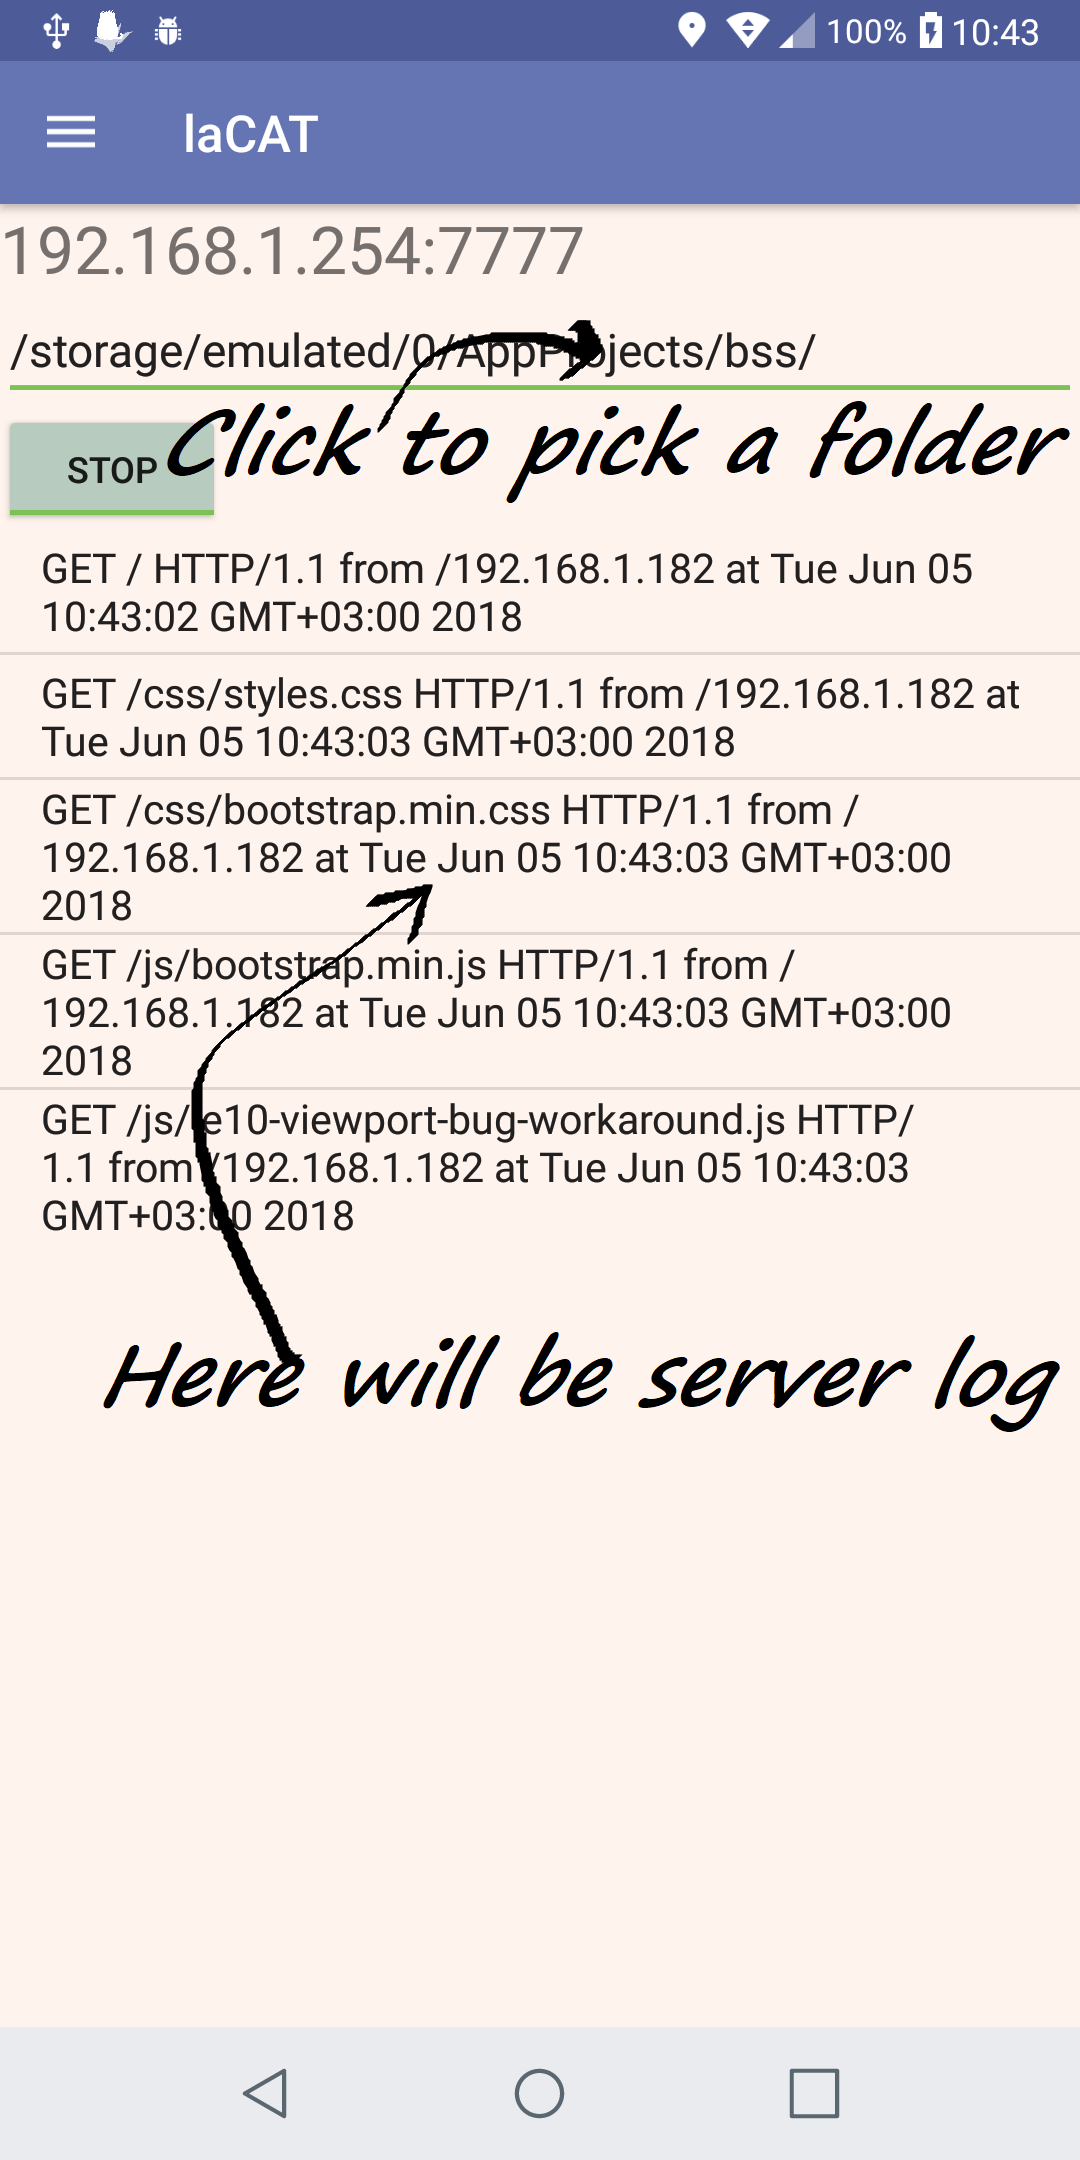 100% 10:43
laCAT
192.168.1.254:7777
/storage/emulated/0/AppProjects/bss/
Click to pick a folder
STOP
GET / HTTP/1.1 from /192.168.1.182 at Tue Jun 05
10:43:02 GMT+03:00 2018
GET /css/styles.css HTTP/1.1 from /192.168.1.182 at
Tue Jun 05 10:43:03 GMT+03:00 2018
GET /css/bootstrap.min.css HTTP/1.1 from /
192.168.1.182 at Tue Jun 05 10:43:03 GMT+03:00
2018
GET /js/bootstrap.min.js HTTP/1.1 from /
192.168.1.182 at Tue Jun 05 10:43:03 GMT+03:00
2018
GET /js/ie10-viewport-bug-workaround.js HTTP/
1.1 from /192.168.1.182 at Tue Jun 05 10:43:03
GMT+03:00 2018
Here will be server log